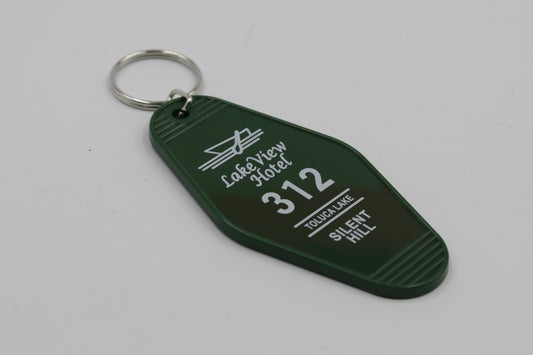 Lake View
Hotel
312
TOLUCA LAKE
SILENT
HILL